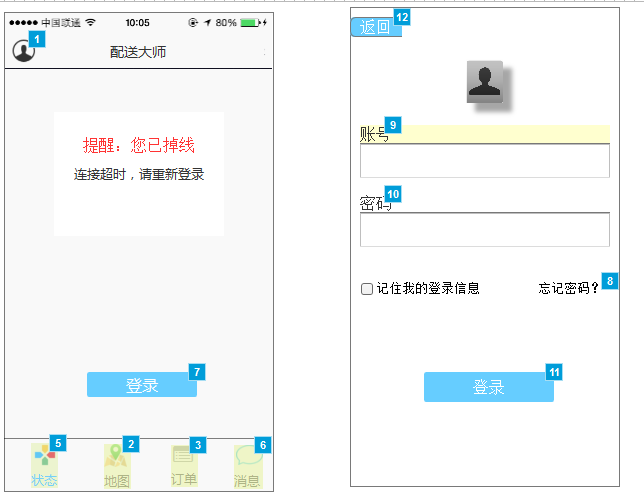 中国联通 10:05 80%
1
配送大师
提醒：您已掉线
连接超时，请重新登录
7
登录
5 2 3 6
状态 地图 订单 消息
12
返回
9
账号
10
密码
8
记住我的登录信息 忘记密码？
11
登录